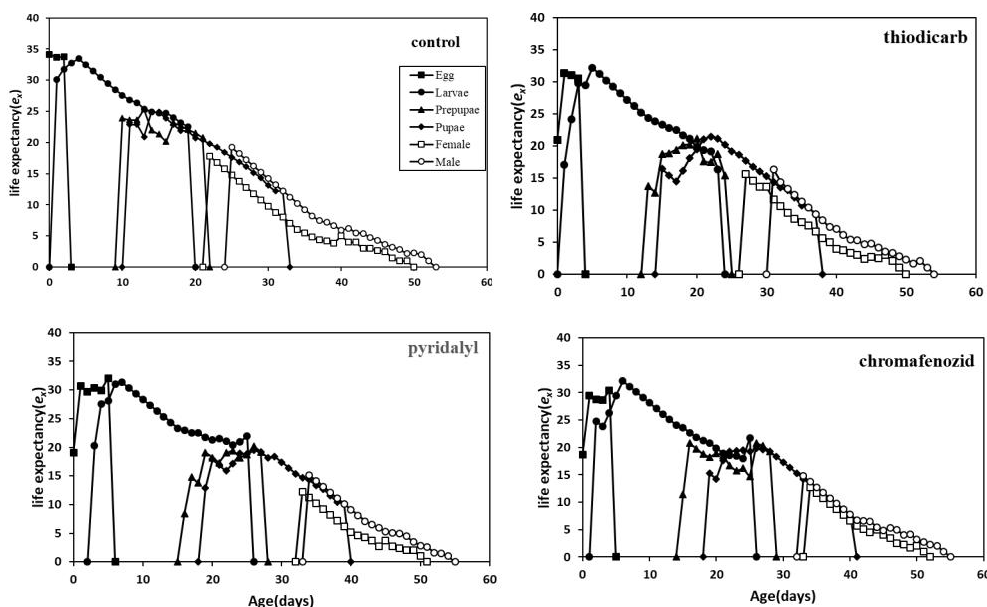 control
life expectancy(ex)
40
35
30
25
20
15
10
5
0
0 10 20 30 40 50 60
Egg
Larvae
Prepupae
Pupae
Female
Male
thiodicarb
life expectancy(ex)
40
35
30
25
20
15
10
5
0
0 10 20 30 40 50 60
pyridalyl
life expectancy(ex)
40
35
30
25
20
15
10
5
0
0 10 20 30 40 50 60
Age(days)
chromafenozid
life expectancy(ex)
40
35
30
25
20
15
10
5
0
0 10 20 30 40 50 60
Age(days)